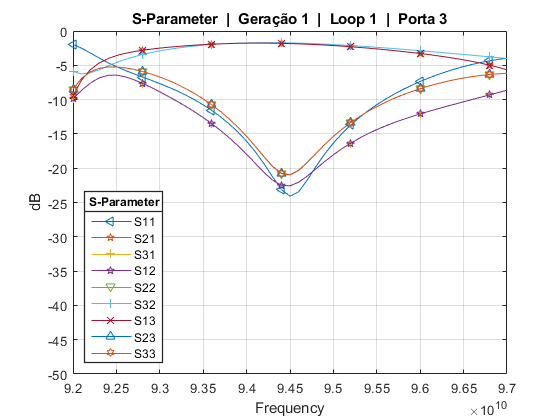 S-Parameter | Geração 1 | Loop 1 | Porta 3
dB
0
-5
-10
-15
-20
-25
-30
-35
-40
-45
-50
S-Parameter
S11
S21
S31
S12
S22
S32
S13
S23
S33
9.2 9.25 9.3 9.35 9.4 9.45 9.5 9.55 9.6 9.65 9.7
Frequency
×10^10